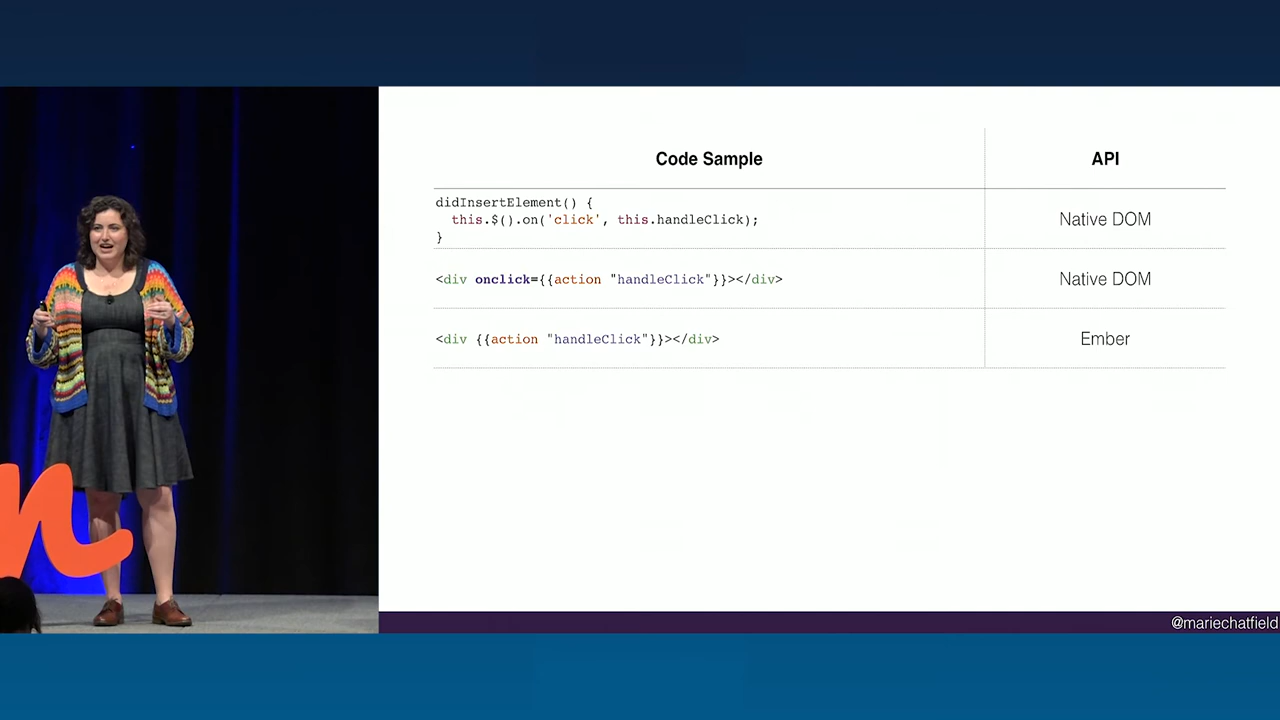 Code Sample
API
didInsertElement() {
this.$().on('click', this.handleClick);
}
Native DOM
<div onclick={{action "handleClick"}}></div>
Native DOM
<div {{action "handleClick"}}></div>
Ember
n
@mariechatfield